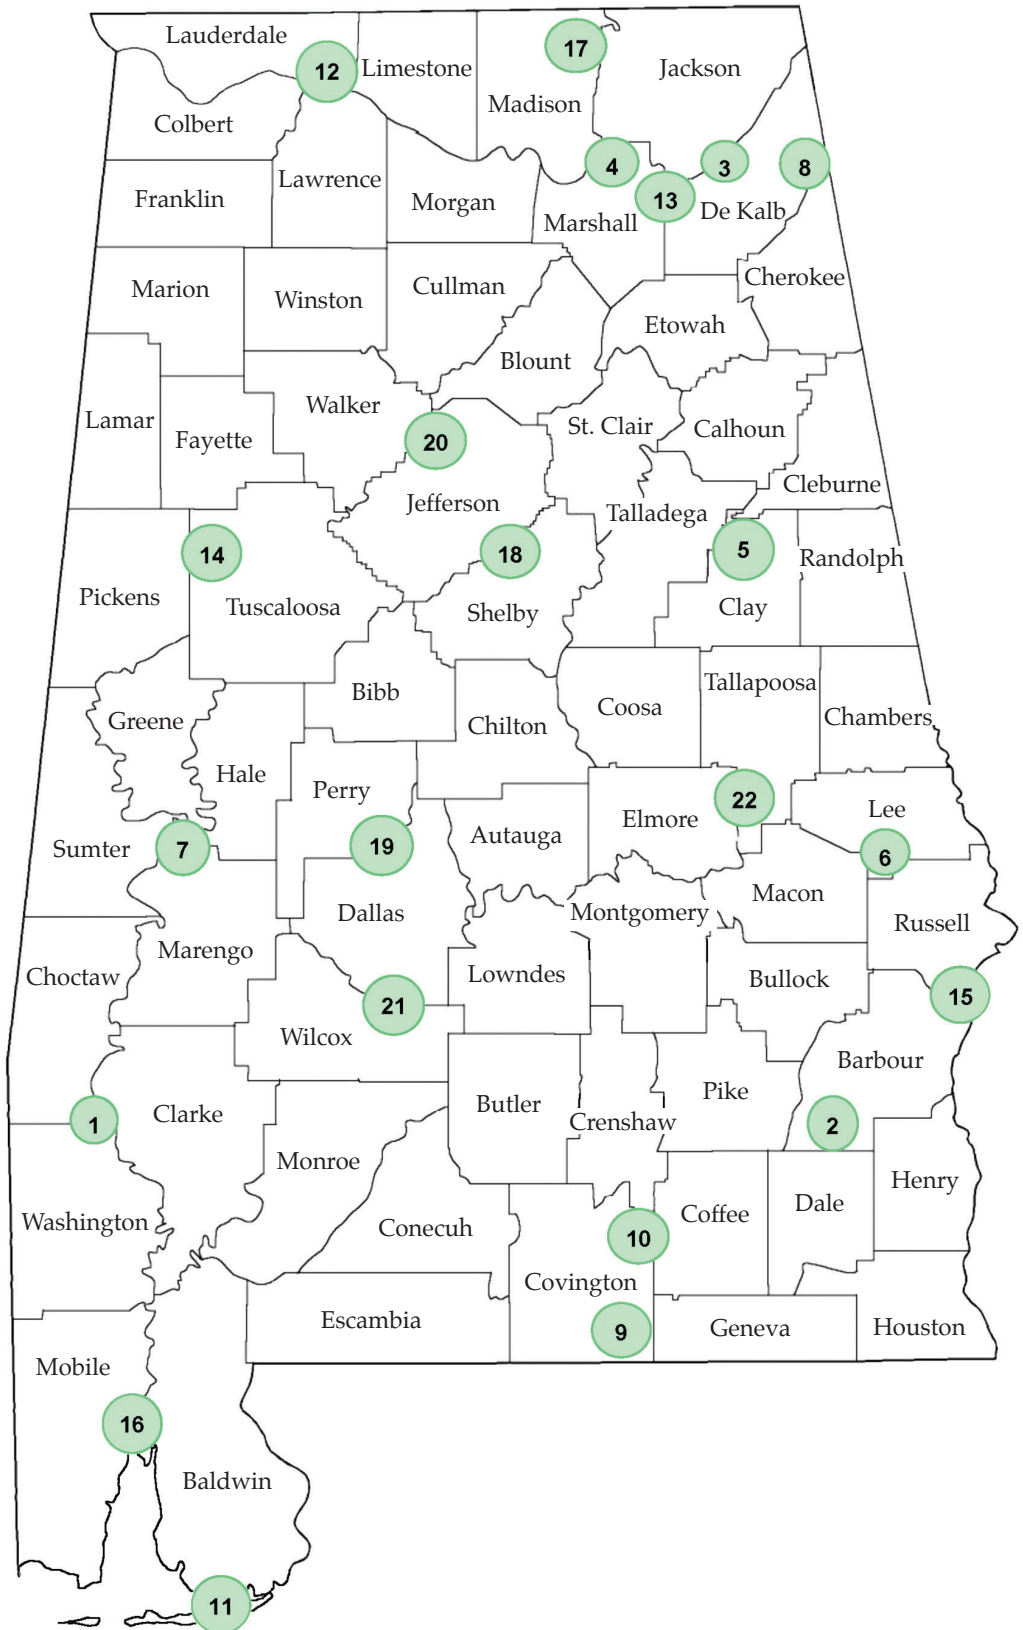 Lauderdale
12
Limestone
17
Madison
Jackson
Colbert
Franklin
Lawrence
Morgan
4
3
8
13
Marshall
De Kalb
Marion
Winston
Cullman
Cherokee
Etowah
Blount
Lamar
Fayette
Walker
20
St. Clair
Calhoun
Jefferson
Talladega
Cleburne
14
18
5
Randolph
Pickens
Tuscaloosa
Shelby
Clay
Greene
Bibb
Chilton
Coosa
Tallapoosa
Chambers
Hale
Perry
22
Lee
Sumter
7
19
Autauga
Elmore
6
Macon
Dallas
Montgomery
Russell
Choctaw
Marengo
Lowndes
Bullock
21
15
Wilcox
Barbour
1
Clarke
Butler
Crenshaw
Pike
2
Monroe
Washington
Conecuh
10
Coffee
Dale
Henry
Covington
Escambia
9
Geneva
Houston
Mobile
16
Baldwin
11